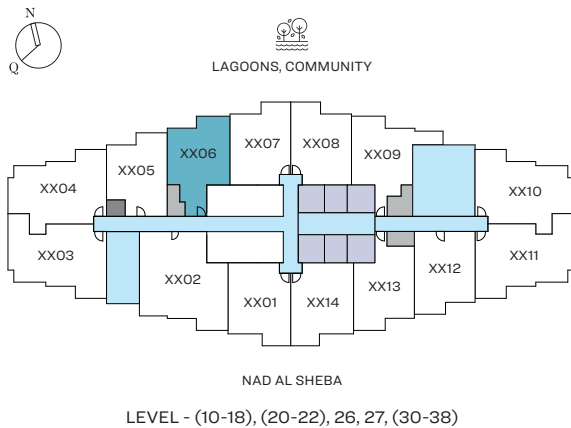 N
Q
LAGOONS, COMMUNITY
XX07
XX08
XX06
XX09
XX05
XX04
XX10
XX03
XX11
XX02
XX12
XX01
XX14
XX13
NAD AL SHEBA
LEVEL - (10-18), (20-22), 26, 27, (30-38)